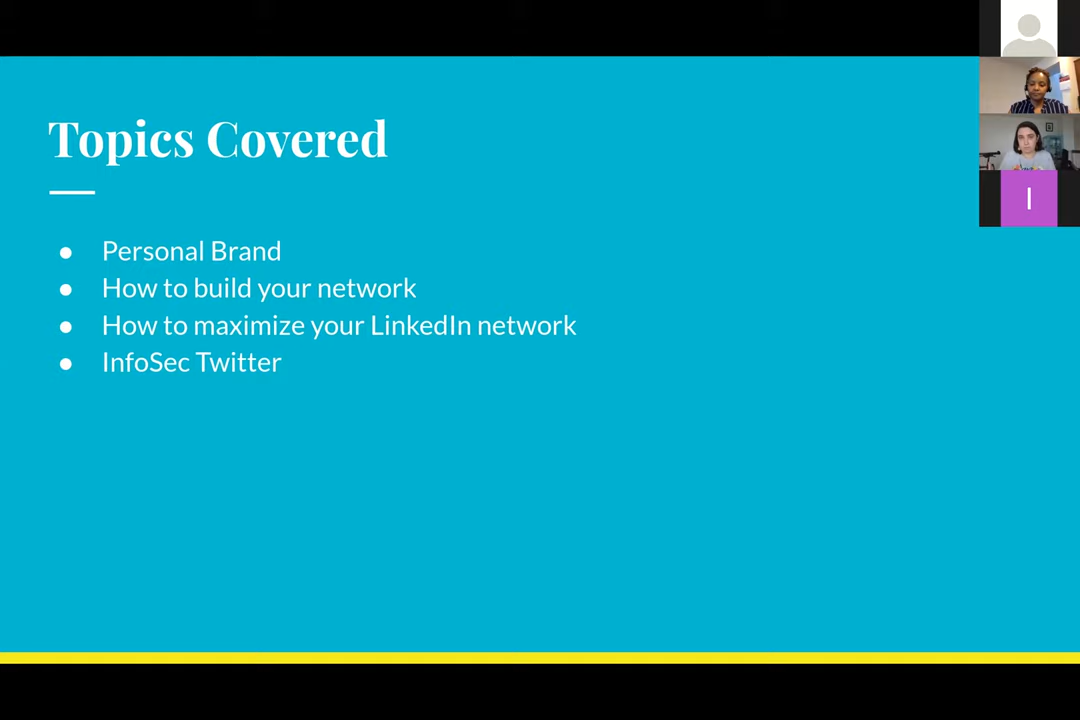 Topics Covered
● Personal Brand
● How to build your network
● How to maximize your LinkedIn network
● InfoSec Twitter
I